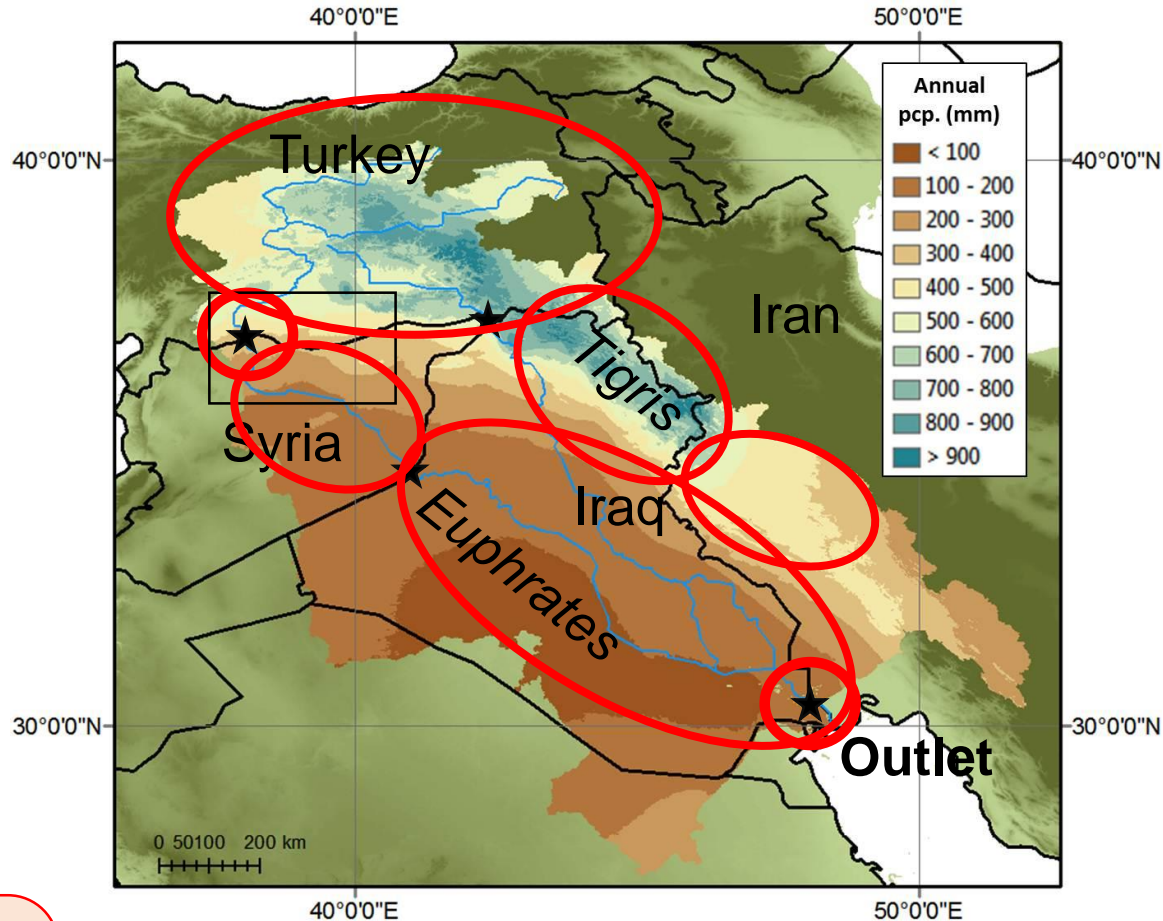 40°0'0"E
50°0'0"E
Annual
pcp. (mm)
< 100
100 - 200
200 - 300
300 - 400
400 - 500
500 - 600
600 - 700
700 - 800
800 - 900
> 900
40°0'0"N
40°0'0"N
Turkey
Iran
Tigris
Syria
Iraq
Euphrates
30°0'0"N
30°0'0"N
Outlet
0 50100 200 km
40°0'0"E
50°0'0"E